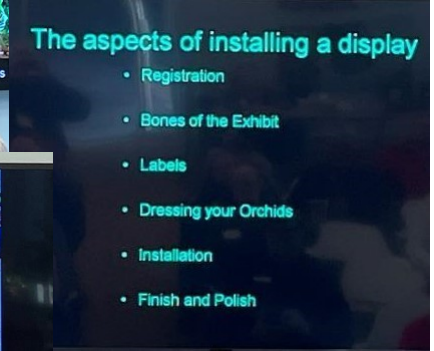 The aspects of installing a display
• Registration
• Bones of the Exhibit
• Labels
• Dressing your Orchids
• Installation
• Finish and Polish